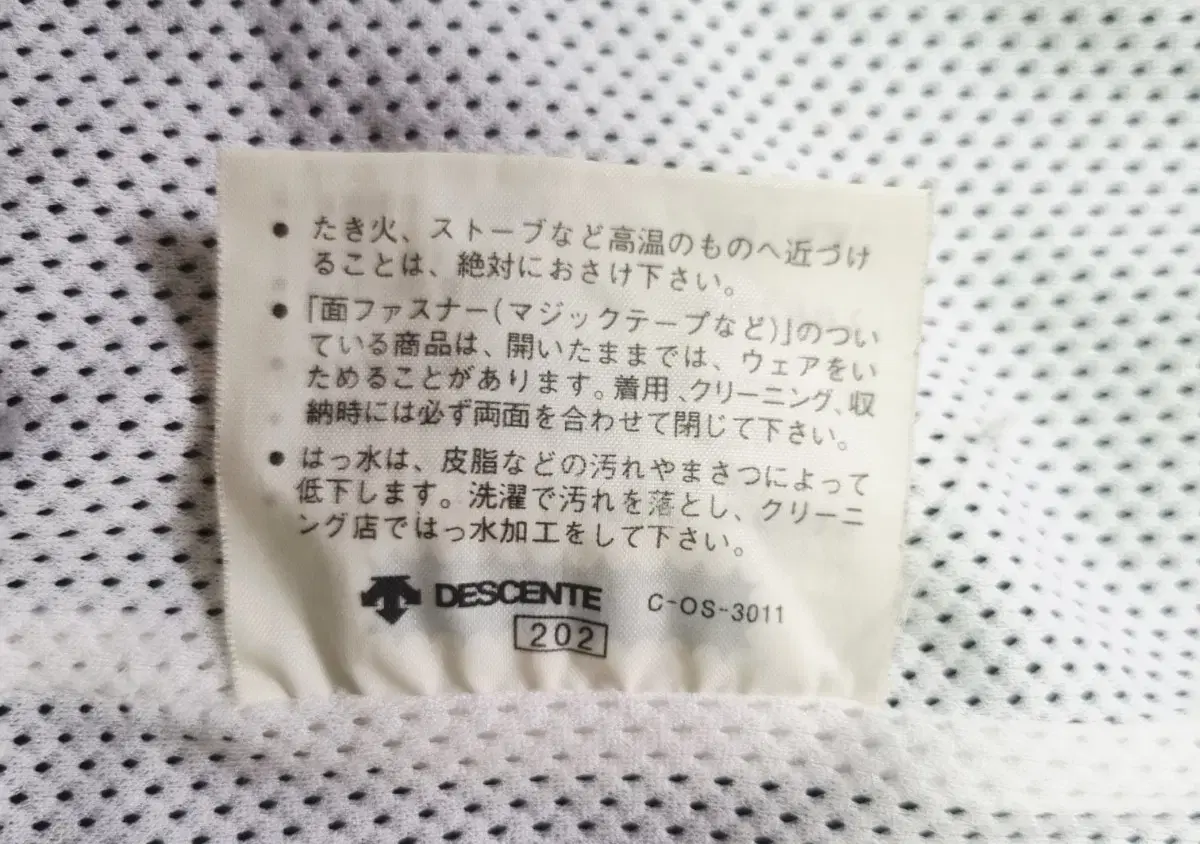 ● たき火、ストーブなど高温のものへ近づけ
ることは、絶対におさけ下さい。
● 「面ファスナー(マジックテープなど)」のつい
ている商品は、開いたままでは、ウェアをい
ためることがあります。着用、クリーニング、収
納時には必ず両面を合わせて閉じて下さい。
● はっ水は、皮脂などの汚れやまさつによって
低下します。洗濯で汚れを落とし、クリーニ
ング店ではっ水加工をして下さい。
DESCENTE C-OS-3011
202